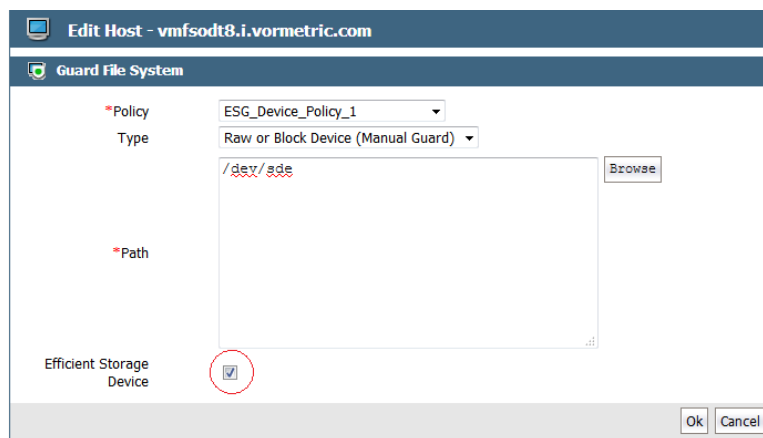 Edit Host - vmfsodt8.i.vormetric.com
Guard File System
*Policy ESG_Device_Policy_1
Type Raw or Block Device (Manual Guard)
/dev/sde Browse
*Path
Efficient Storage
Device
Ok Cancel